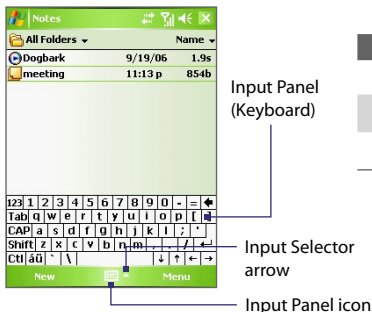 Notes
All Folders Name
Dogbark 9/19/06 1.9s
meeting 11:13 p 854b
Input Panel
(Keyboard)
123 1 2 3 4 5 6 7 8 9 0 - =
Tab q w e r t y u i o p [ ]
CAP a s d f g h j k l ; '
Shift z x c v b n m , . /
Ctl áü ` \
Input Selector
arrow
New Menu
Input Panel icon